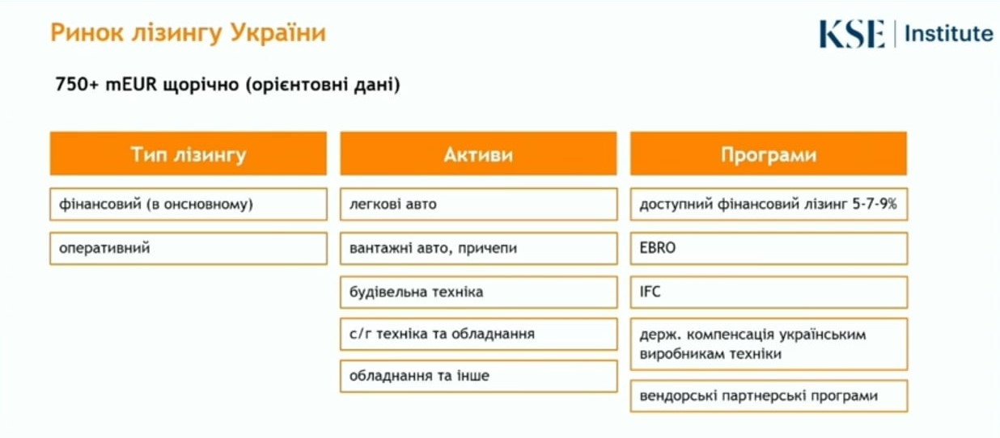 Ринок лізингу України
KSE | Institute
750+ mEUR щорічно (орієнтовні дані)
Тип лізингу
фінансовий (в онсновному)
оперативний
Активи
легкові авто
вантажні авто, причепи
будівельна техніка
с/г техніка та обладнання
обладнання та інше
Програми
доступний фінансовий лізинг 5-7-9%
EBRO
IFC
держ. компенсація українським
виробникам техніки
вендорські партнерські програми